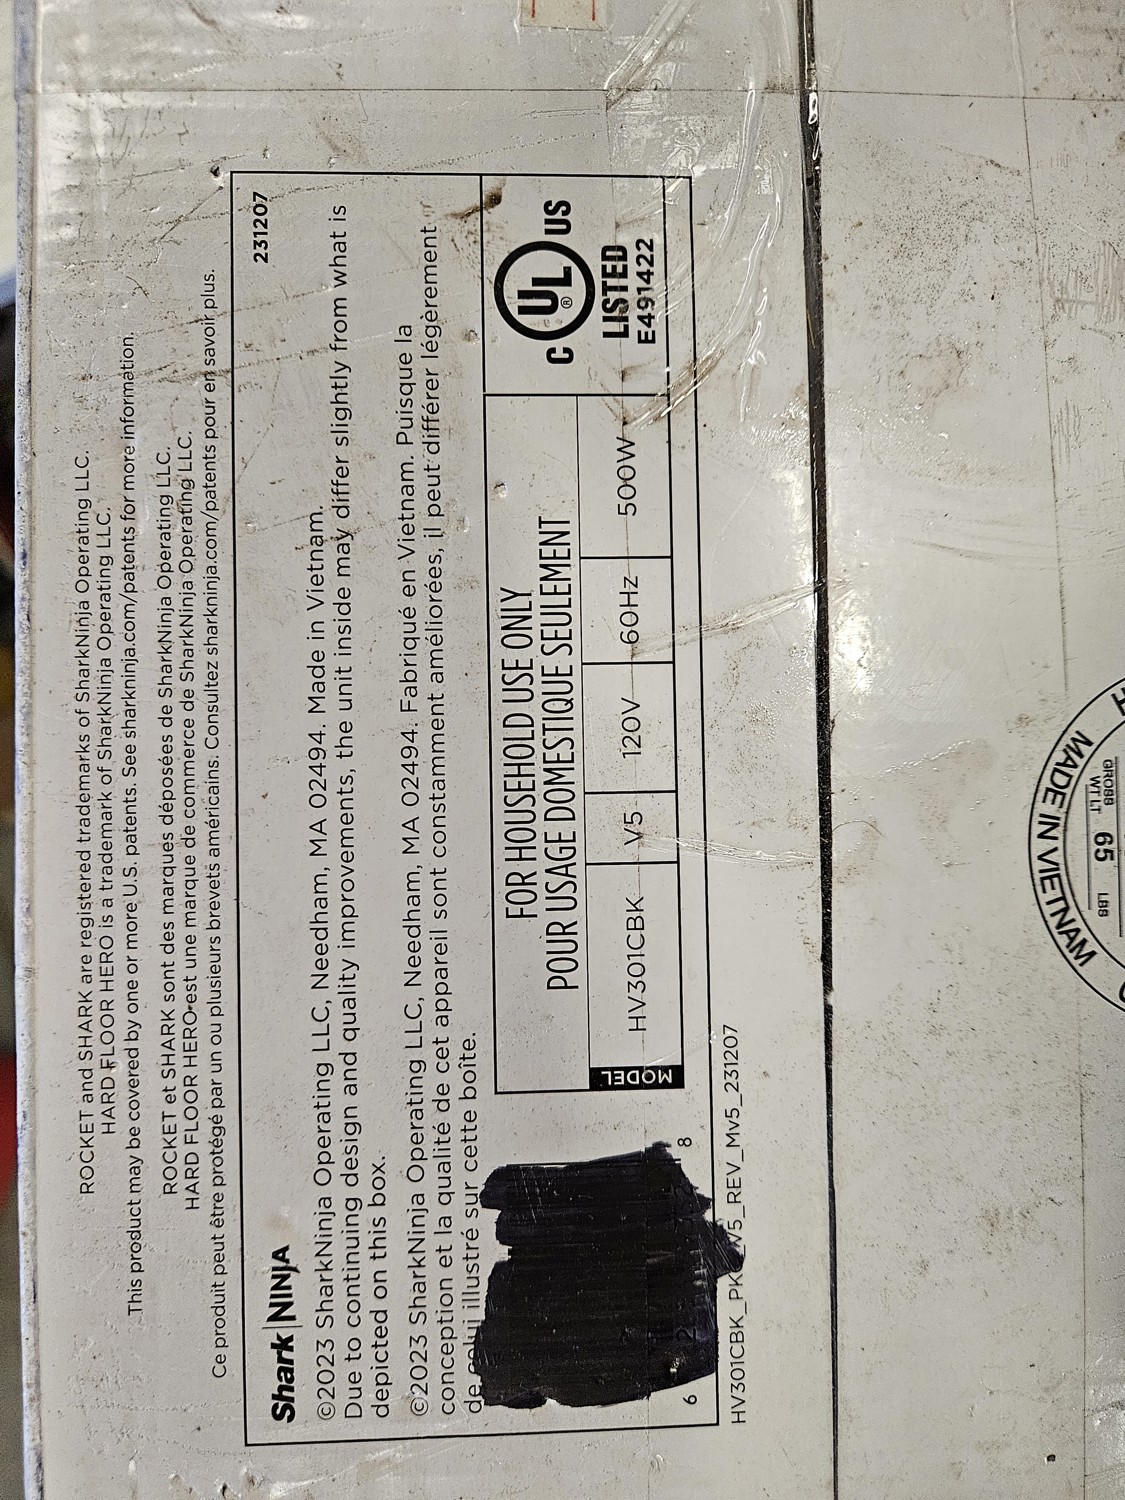 ROCKET and SHARK are registered trademarks of SharkNinja Operating LLC.
HARD FLOOR HERO is a trademark of SharkNinja Operating LLC.
This product may be covered by one or more U.S. patents. See sharkninja.com/patents for more information.
ROCKET et SHARK sont des marques déposées de SharkNinja Operating LLC.
HARD FLOOR HERO est une marque de commerce de SharkNinja Operating LLC.
Ce produit peut être protégé par un ou plusieurs brevets américains. Consultez sharkninja.com/patents pour en savoir plus.
Shark|NINJA
231207
©2023 SharkNinja Operating LLC, Needham, MA 02494. Made in Vietnam.
Due to continuing design and quality improvements, the unit inside may differ slightly from what is
depicted on this box.
©2023 SharkNinja Operating LLC, Needham, MA 02494. Fabriqué en Vietnam. Puisque la
conception et la qualité de cet appareil sont constamment améliorées, il peut différer légèrement
de celui illustré sur cette boîte.
FOR HOUSEHOLD USE ONLY
POUR USAGE DOMESTIQUE SEULEMENT
MODEL HV301CBK V5 120V 60Hz 500W
C UL ® US
LISTED
E491422
6 8
HV301CBK_PK_V5_REV_Mv5_231207
MADE IN VIETNAM
GROSS
WT LT 65 LBS